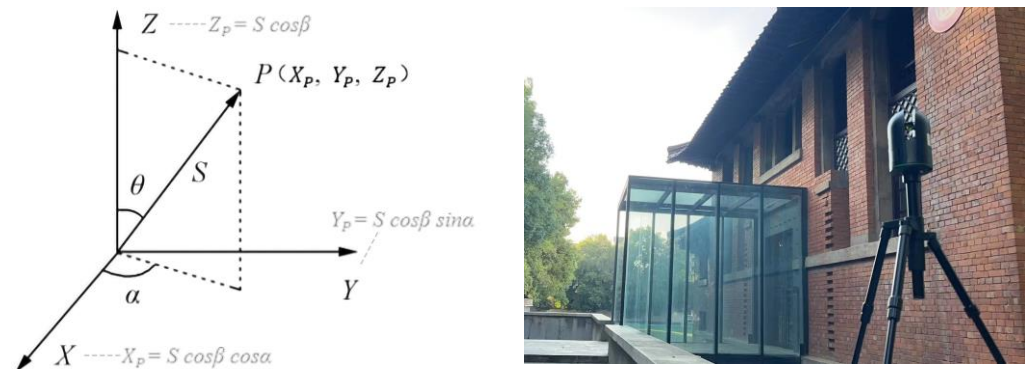 Z ----- Z_P = S cosβ
P (X_P, Y_P, Z_P)
θ
S
Y_P = S cosβ sinα
α
Y
X ----- X_P = S cosβ cosα